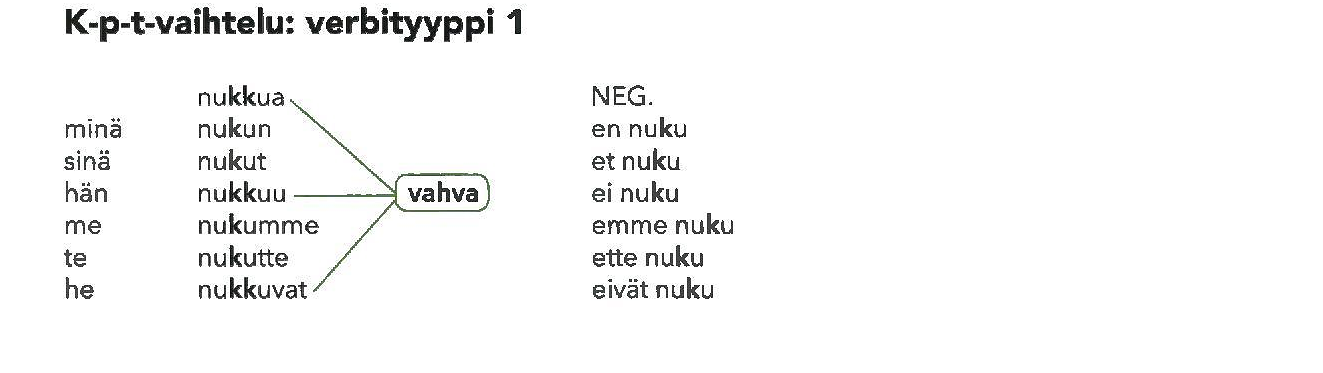 K-p-t-vaihtelu: verbityyppi 1
nukkua NEG.
minä nukun en nuku
sinä nukut et nuku
hän nukkuu vahva ei nuku
me nukumme emme nuku
te nukutte ette nuku
he nukkuvat eivät nuku